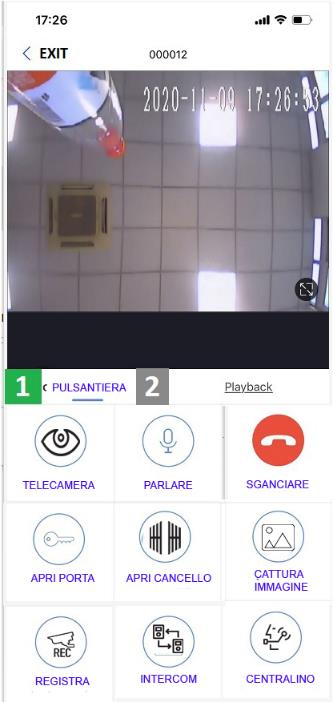 17:26
EXIT
000012
2020-11-09 17:26:53
1 PULSANTIERA 2 Playback
TELECAMERA PARLARE SGANCIARE
APRI PORTA APRI CANCELLO CATTURA
IMMAGINE
REC
REGISTRA INTERCOM CENTRALINO